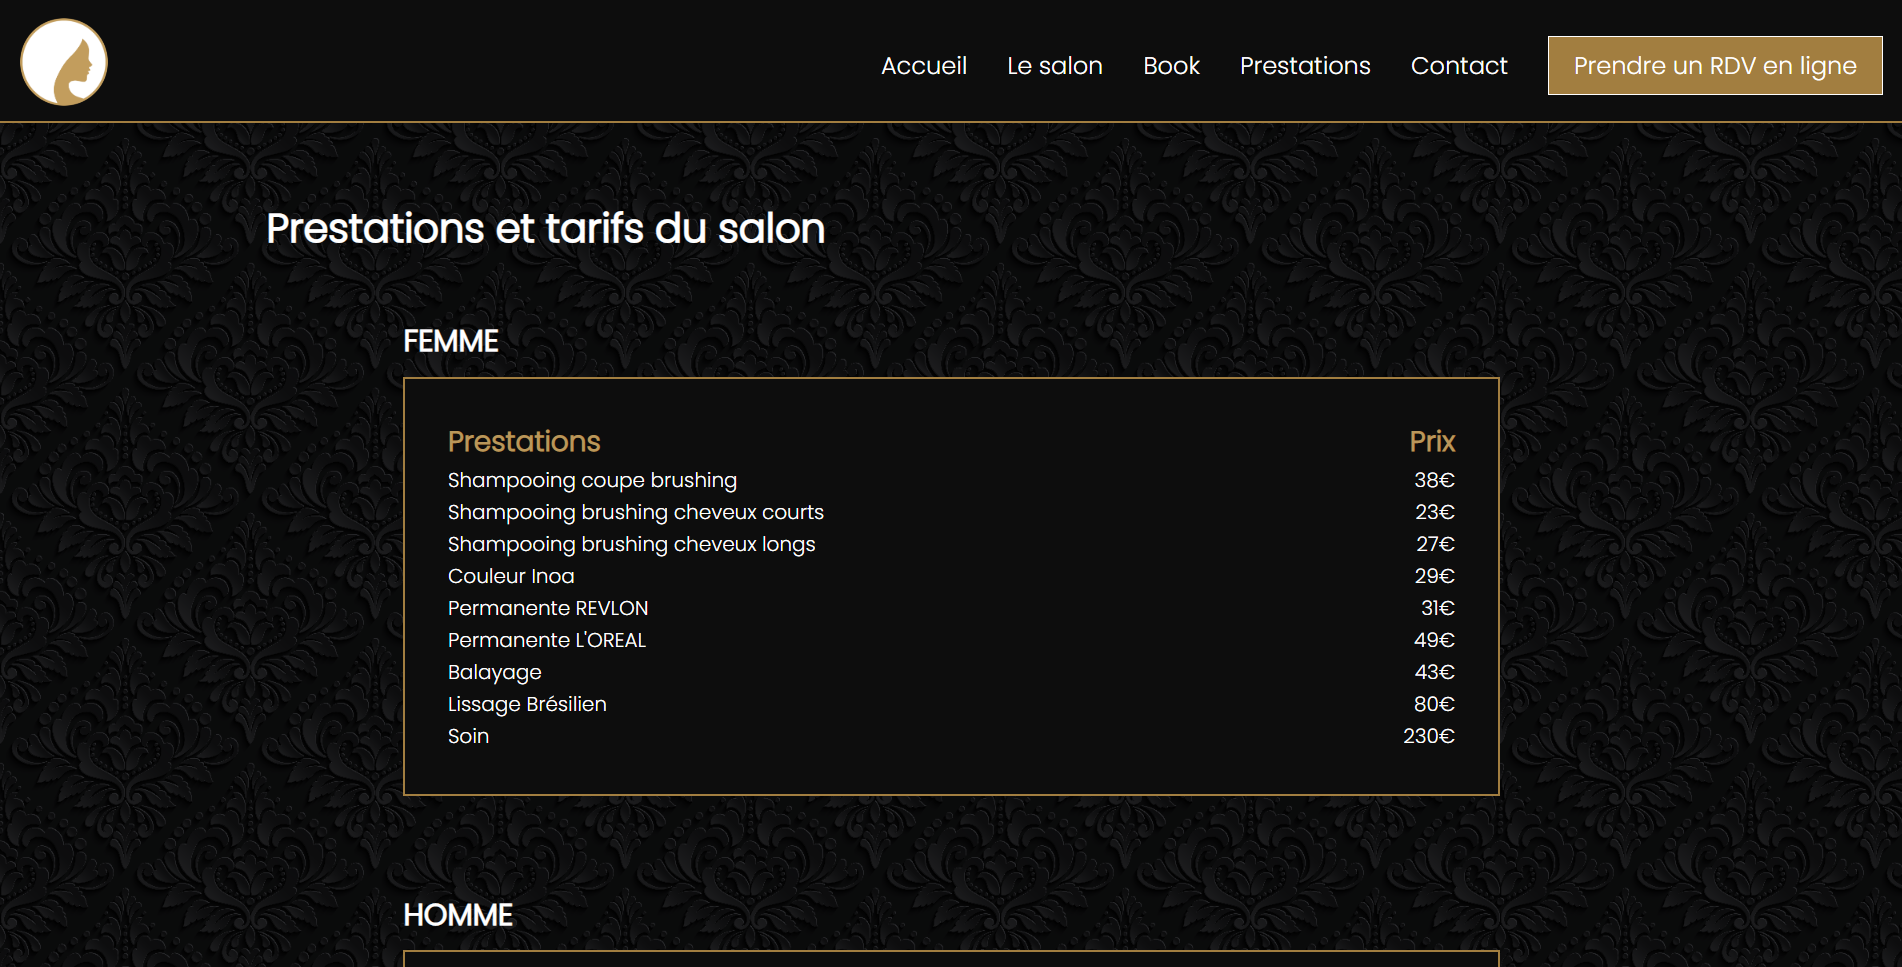 Accueil Le salon Book Prestations Contact Prendre un RDV en ligne
Prestations et tarifs du salon
FEMME
Prestations Prix
Shampooing coupe brushing 38€
Shampooing brushing cheveux courts 23€
Shampooing brushing cheveux longs 27€
Couleur Inoa 29€
Permanente REVLON 31€
Permanente L'OREAL 49€
Balayage 43€
Lissage Brésilien 80€
Soin 230€
HOMME